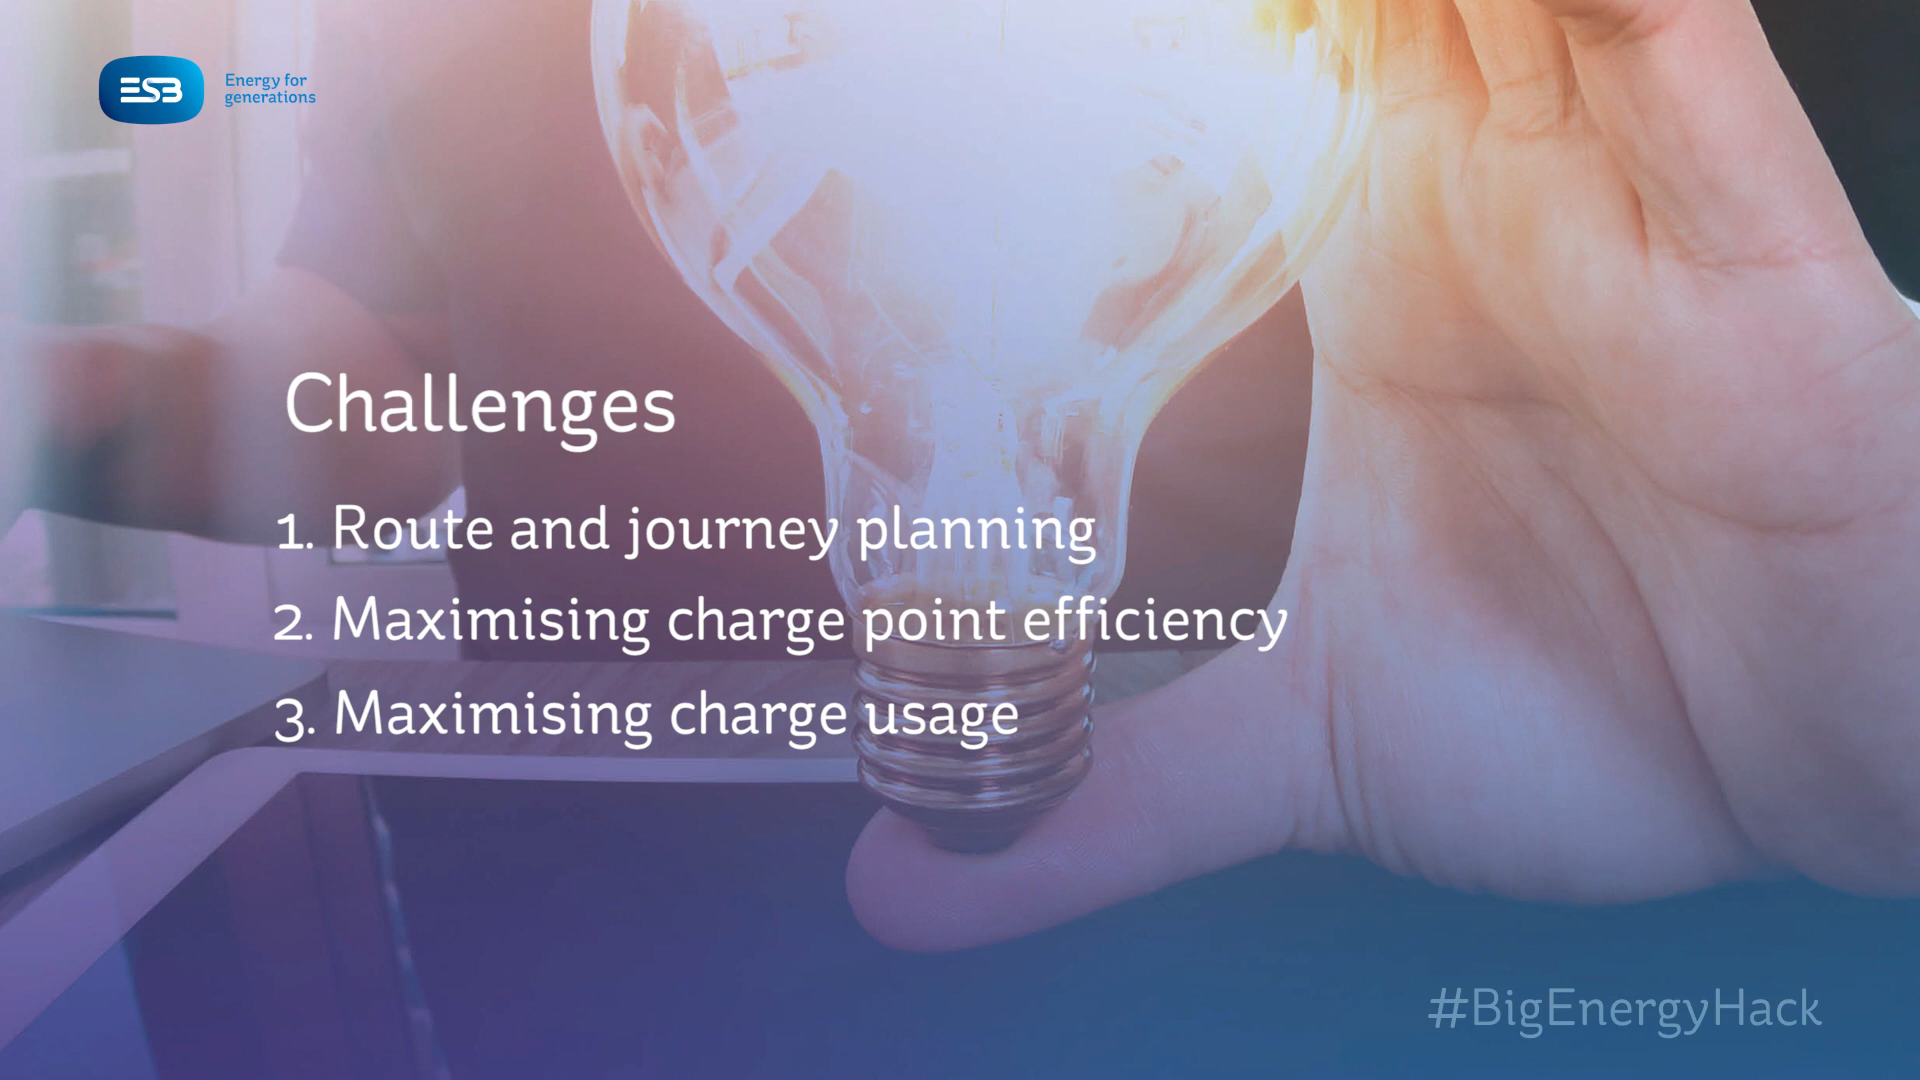 ESB
Energy for
generations
Challenges
1. Route and journey planning
2. Maximising charge point efficiency
3. Maximising charge usage
#BigEnergyHack